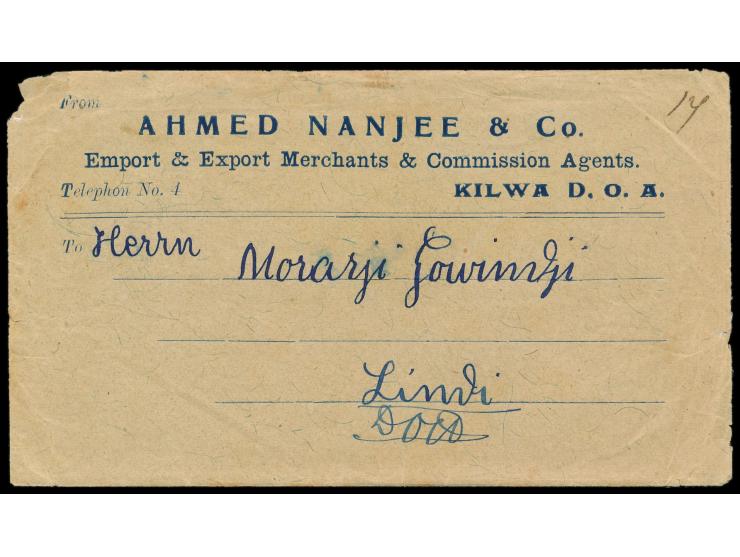 From
17
AHMED NANJEE & Co.
Emport & Export Merchants & Commission Agents.
Telephon No. 4 KILWA D. O. A.
To Herrn Morarji Gowindji
Lindi
DOA